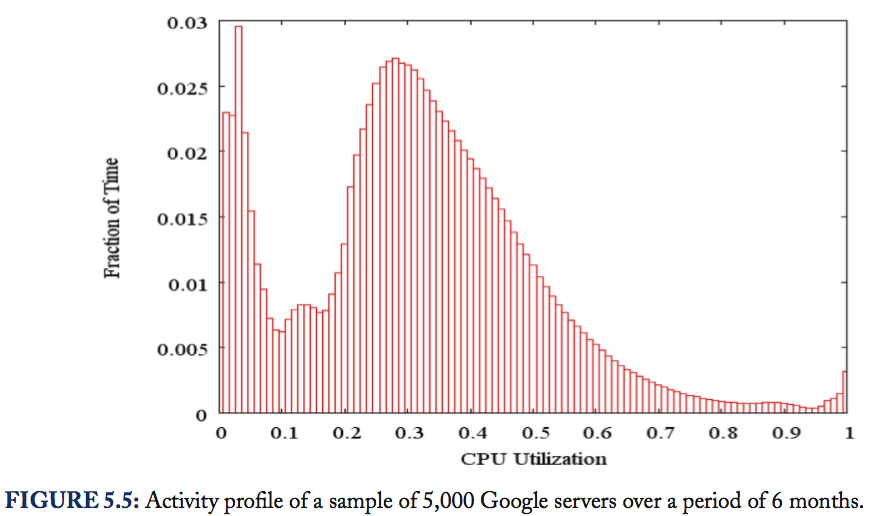 Fraction of Time
0.03
0.025
0.02
0.015
0.01
0.005
0
0 0.1 0.2 0.3 0.4 0.5 0.6 0.7 0.8 0.9 1
CPU Utilization
FIGURE 5.5: Activity profile of a sample of 5,000 Google servers over a period of 6 months.